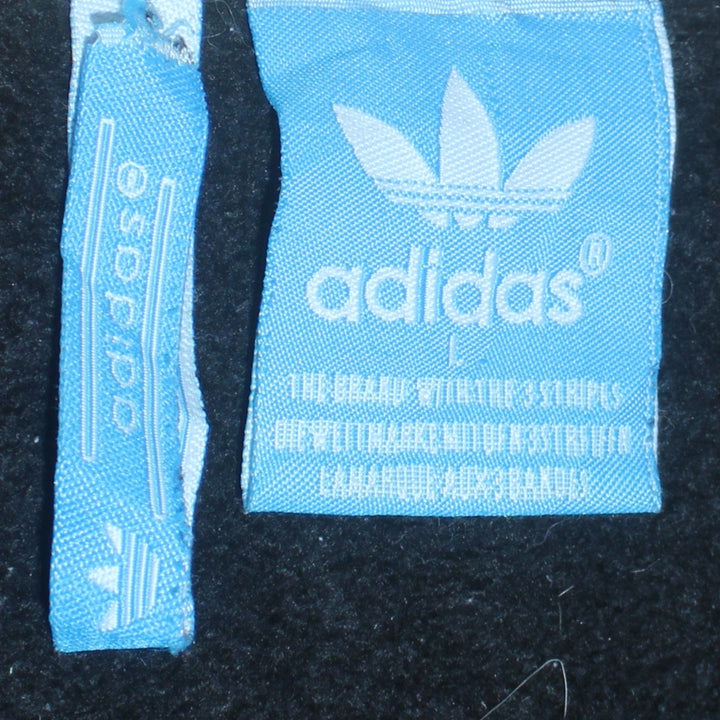 adidas®
adidas®
L
THE BRAND WITH THE 3 STRIPES
DIE WELTMARKE MIT DEN 3 STREIFEN
LA MARQUE AUX 3 BANDES